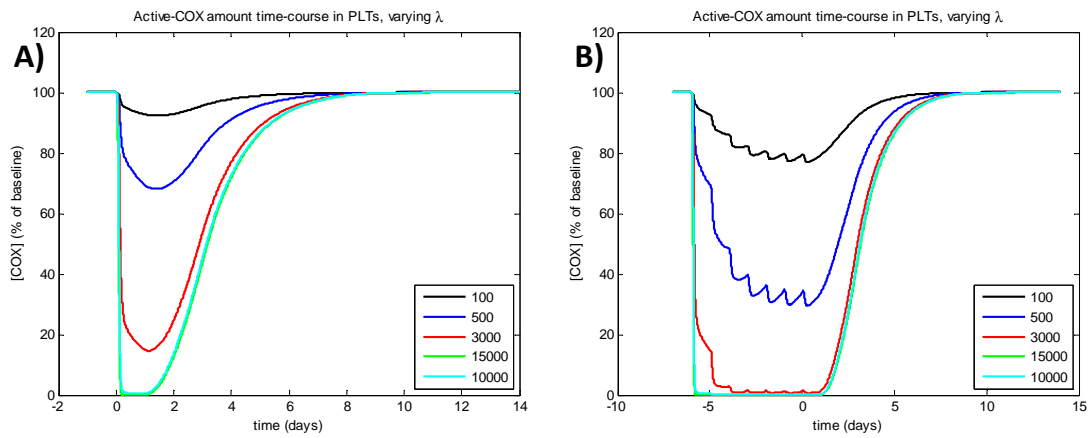 Active-COX amount time-course in PLTs, varying λ
A)
120
100
80
60
40
20
0
[COX] (% of baseline)
-2 0 2 4 6 8 10 12 14
time (days)
100
500
3000
15000
10000
Active-COX amount time-course in PLTs, varying λ
B)
120
100
80
60
40
20
0
[COX] (% of baseline)
-10 -5 0 5 10 15
time (days)
100
500
3000
15000
10000